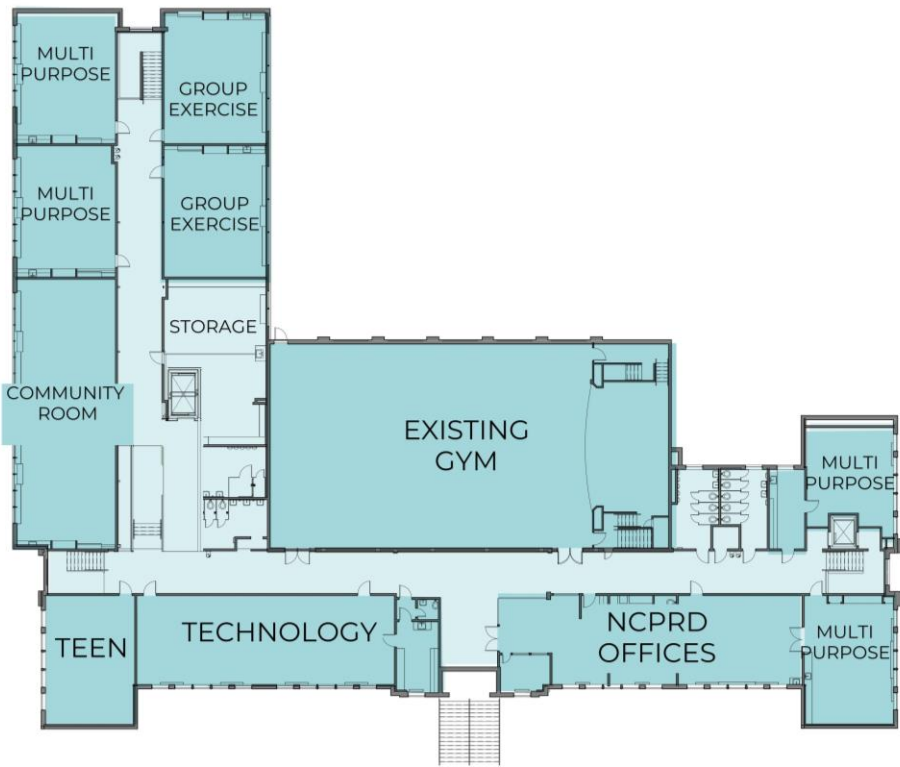 MULTI
PURPOSE
GROUP
EXERCISE
MULTI
PURPOSE
GROUP
EXERCISE
STORAGE
COMMUNITY
ROOM
EXISTING
GYM
MULTI
PURPOSE
TEEN
TECHNOLOGY
NCPRD
OFFICES
MULTI
PURPOSE